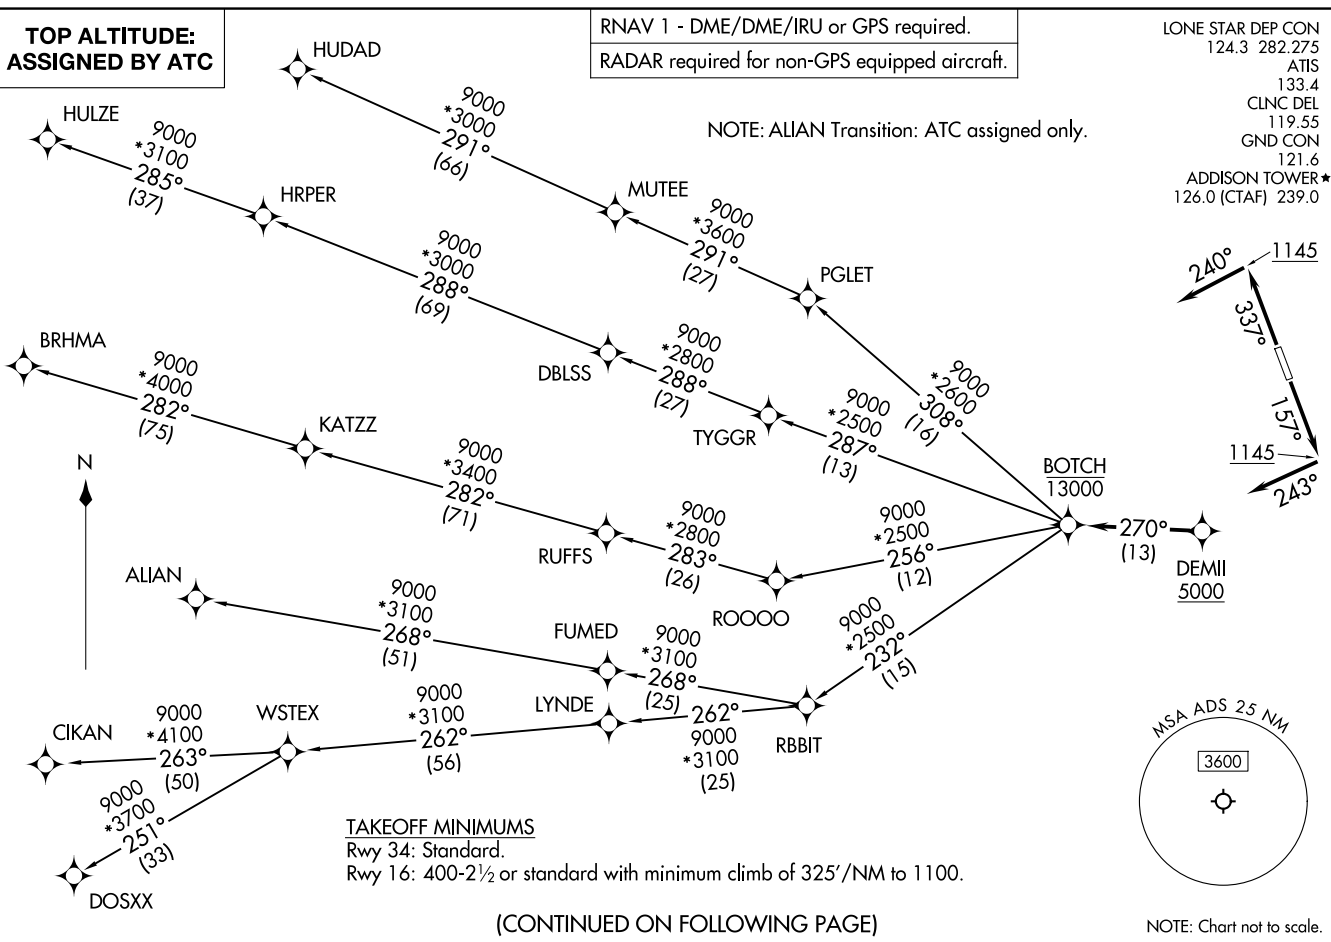 TOP ALTITUDE:
ASSIGNED BY ATC
RNAV 1 - DME/DME/IRU or GPS required.
RADAR required for non-GPS equipped aircraft.
LONE STAR DEP CON
124.3 282.275
ATIS
133.4
CLNC DEL
119.55
GND CON
121.6
ADDISON TOWER★
126.0 (CTAF) 239.0
NOTE: ALIAN Transition: ATC assigned only.
HUDAD
9000
*3000
291°
(66)
HULZE
9000
*3100
285°
(37)
HRPER
MUTEE
9000
*3600
291°
(27)
PGLET
9000
*3000
288°
(69)
240°
1145
337°
157°
1145
243°
BRHMA
9000
*4000
282°
(75)
KATZZ
DBLSS
9000
*2800
288°
(27)
TYGGR
9000
*2500
287°
(13)
9000
*2600
308°
(16)
N
9000
*3400
282°
(71)
RUFFS
9000
*2800
283°
(26)
ROOOO
9000
*2500
256°
(12)
BOTCH
13000
270°
(13)
DEMII
5000
ALIAN
9000
*3100
268°
(51)
FUMED
9000
*3100
268°
(25)
9000
*2500
232°
(15)
CIKAN
9000
*4100
263°
(50)
WSTEX
9000
*3100
262°
(56)
LYNDE
262°
9000
*3100
(25)
RBBIT
9000
*3700
251°
(33)
DOSXX
MSA ADS 25 NM
3600
TAKEOFF MINIMUMS
Rwy 34: Standard.
Rwy 16: 400-2½ or standard with minimum climb of 325'/NM to 1100.
(CONTINUED ON FOLLOWING PAGE)
NOTE: Chart not to scale.